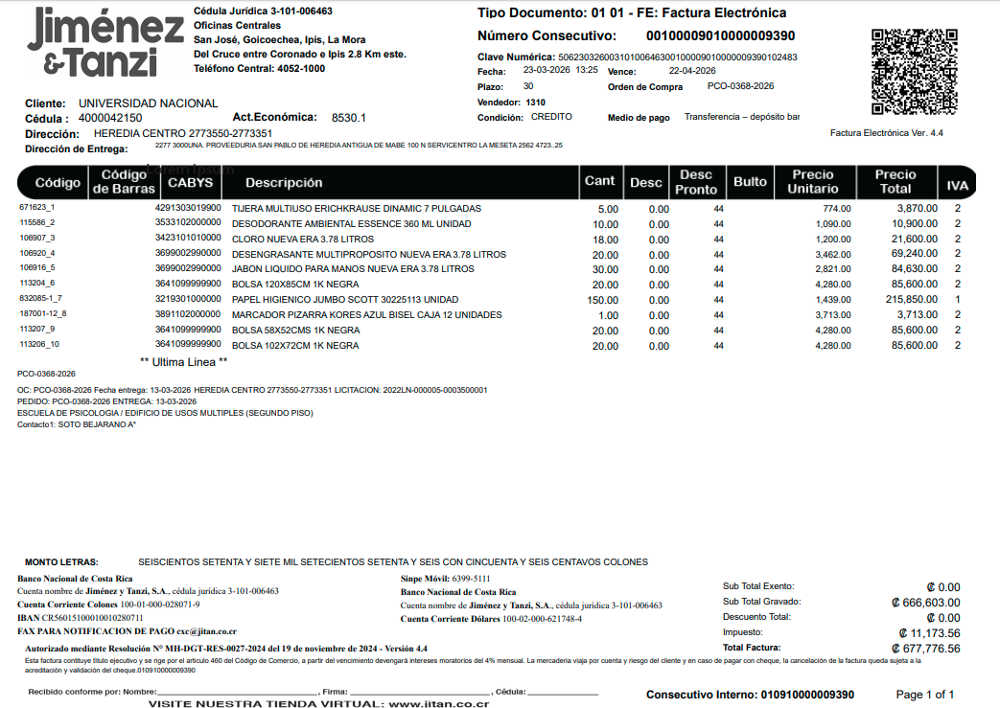 Jiménez
&Tanzi
Cédula Jurídica 3-101-006463
Oficinas Centrales
San José, Goicoechea, Ipís, La Mora
Del Cruce entre Coronado e Ipis 2.8 Km este.
Teléfono Central: 4052-1000
Tipo Documento: 01 01 - FE: Factura Electrónica
Número Consecutivo: 00100009010000009390
Clave Numérica: 50623032600310100646300100009010000009390102483
Fecha: 23-03-2026 13:25 Vence: 22-04-2026
Plazo: 30 Orden de Compra PCO-0368-2026
Vendedor: 1310
Condición: CREDITO Medio de pago Transferencia – depósito bar
Factura Electrónica Ver. 4.4
Cliente: UNIVERSIDAD NACIONAL
Cédula : 4000042150 Act.Económica: 8530.1
Dirección: HEREDIA CENTRO 2773550-2773351
Dirección de Entrega: 2277 3000UNA. PROVEEDURIA SAN PABLO DE HEREDIA ANTIGUA DE MABE 100 N SERVICENTRO LA MESETA 2562 4723..25
Lorem ipsum
Código Código de Barras CABYS Descripción Cant Desc Desc Pronto Bulto Precio Unitario Precio Total IVA
671623_1 4291303019900 TIJERA MULTIUSO ERICHKRAUSE DINAMIC 7 PULGADAS 5.00 0.00 44 774.00 3,870.00 2
115586_2 3533102000000 DESODORANTE AMBIENTAL ESSENCE 360 ML UNIDAD 10.00 0.00 44 1,090.00 10,900.00 2
106907_3 3423101010000 CLORO NUEVA ERA 3.78 LITROS 18.00 0.00 44 1,200.00 21,600.00 2
106920_4 3699002990000 DESENGRASANTE MULTIPROPOSITO NUEVA ERA 3.78 LITROS 20.00 0.00 44 3,462.00 69,240.00 2
106916_5 3699002990000 JABON LIQUIDO PARA MANOS NUEVA ERA 3.78 LITROS 30.00 0.00 44 2,821.00 84,630.00 2
113204_6 3641099999900 BOLSA 120X85CM 1K NEGRA 20.00 0.00 44 4,280.00 85,600.00 2
832085-1_7 3219301000000 PAPEL HIGIENICO JUMBO SCOTT 30225113 UNIDAD 150.00 0.00 44 1,439.00 215,850.00 1
187001-12_8 3891102000000 MARCADOR PIZARRA KORES AZUL BISEL CAJA 12 UNIDADES 1.00 0.00 44 3,713.00 3,713.00 2
113207_9 3641099999900 BOLSA 58X52CMS 1K NEGRA 20.00 0.00 44 4,280.00 85,600.00 2
113206_10 3641099999900 BOLSA 102X72CM 1K NEGRA 20.00 0.00 44 4,280.00 85,600.00 2
** Ultima Linea **
PCO-0368-2026
OC: PCO-0368-2026 Fecha entrega: 13-03-2026 HEREDIA CENTRO 2773550-2773351 LICITACION: 2022LN-000005-0003500001
PEDIDO: PCO-0368-2026 ENTREGA: 13-03-2026
ESCUELA DE PSICOLOGIA / EDIFICIO DE USOS MULTIPLES (SEGUNDO PISO)
Contacto1: SOTO BEJARANO A*
MONTO LETRAS: SEISCIENTOS SETENTA Y SIETE MIL SETECIENTOS SETENTA Y SEIS CON CINCUENTA Y SEIS CENTAVOS COLONES
Banco Nacional de Costa Rica
Cuenta nombre de Jiménez y Tanzi, S.A., cédula jurídica 3-101-006463
Cuenta Corriente Colones 100-01-000-028071-9
IBAN CR56015100010010280711
FAX PARA NOTIFICACION DE PAGO cxc@jitan.co.cr
Sinpe Móvil: 6399-5111
Banco Nacional de Costa Rica
Cuenta nombre de Jiménez y Tanzi, S.A., cédula jurídica 3-101-006463
Cuenta Corriente Dólares 100-02-000-621748-4
Sub Total Exento: ₡ 0.00
Sub Total Gravado: ₡ 666,603.00
Descuento Total: ₡ 0.00
Impuesto: ₡ 11,173.56
Total Factura: ₡ 677,776.56
Autorizado mediante Resolución N° MH-DGT-RES-0027-2024 del 19 de noviembre de 2024 - Versión 4.4
Esta factura contituye título ejecutivo y se rige por el articulo 460 del Código de Comercio, a partir del vencimiento devengará intereses moratorios del 4% mensual. La mercadería viaja por cuenta y riesgo del cliente y en caso de pagar con cheque, la cancelación de la factura queda sujeta a la
acreditación y validación del cheque.010910000009390
Recibido conforme por: Nombre:____________, Firma: ____________, Cédula: ____________
VISITE NUESTRA TIENDA VIRTUAL: www.jitan.co.cr
Consecutivo Interno: 010910000009390 Page 1 of 1